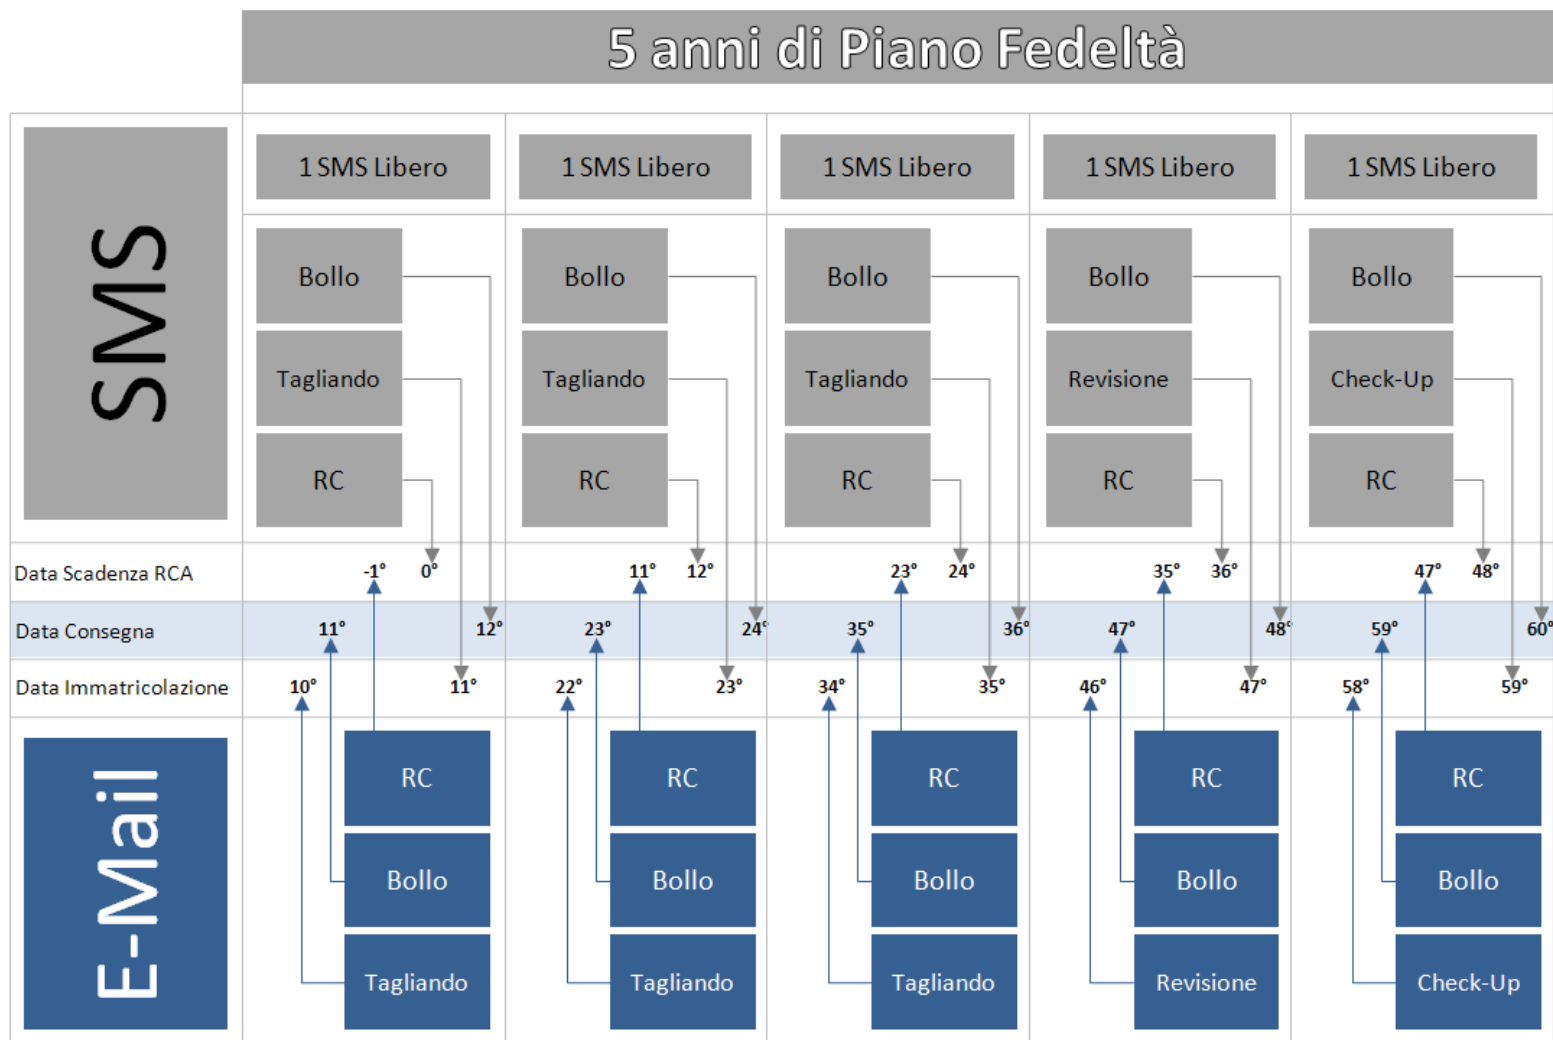 5 anni di Piano Fedeltà
SMS
1 SMS Libero
1 SMS Libero
1 SMS Libero
1 SMS Libero
1 SMS Libero
Bollo
Bollo
Bollo
Bollo
Bollo
Tagliando
Tagliando
Tagliando
Revisione
Check-Up
RC
RC
RC
RC
RC
Data Scadenza RCA
-1° 0° 11° 12° 23° 24° 35° 36° 47° 48°
Data Consegna
11° 12° 23° 24° 35° 36° 47° 48° 59° 60°
Data Immatricolazione
10° 11° 22° 23° 34° 35° 46° 47° 58° 59°
E-Mail
RC
RC
RC
RC
RC
Bollo
Bollo
Bollo
Bollo
Bollo
Tagliando
Tagliando
Tagliando
Revisione
Check-Up